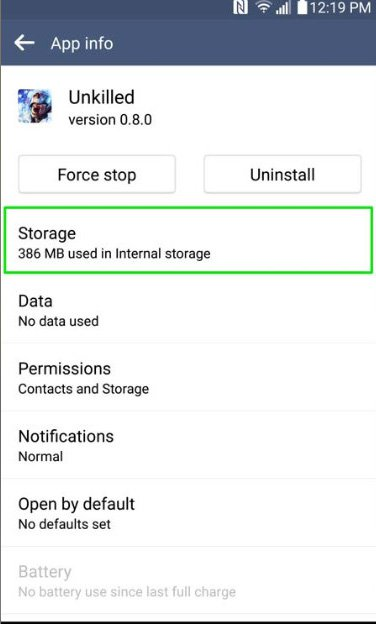 12:19 PM
App info
Unkilled
version 0.8.0
Force stop
Uninstall
Storage
386 MB used in Internal storage
Data
No data used
Permissions
Contacts and Storage
Notifications
Normal
Open by default
No defaults set
Battery
No battery use since last full charge